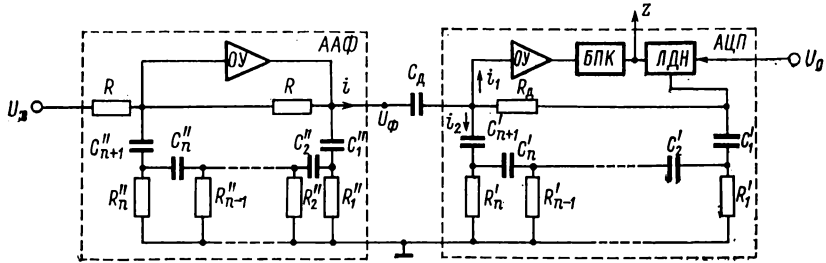 ААФ
ОУ
R
R
i
U_x
U_ф
C_д
C''_{n+1}
C''_n
C''_2
C''_1
R''_n
R''_{n-1}
R''_2
R''_1
АЦП
Z
ОУ
БПК
ЛДН
U_0
i_1
R_д
i_2
C'_{n+1}
C'_n
C'_2
C'_1
R'_n
R'_{n-1}
R'_1